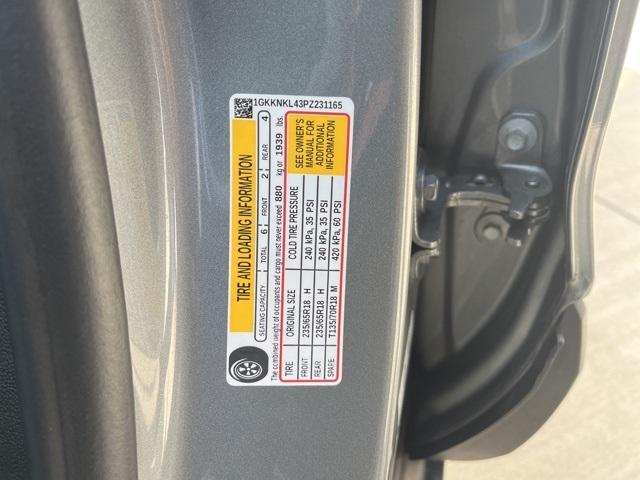 1GKKNKL43PZ231165
TIRE AND LOADING INFORMATION
SEATING CAPACITY TOTAL 6 FRONT 2 REAR 4
The combined weight of occupants and cargo must never exceed 880 kg or 1939 lbs.
TIRE ORIGINAL SIZE COLD TIRE PRESSURE
FRONT 235/65R18 H 240 kPa, 35 PSI
REAR 235/65R18 H 240 kPa, 35 PSI
SPARE T135/70R18 M 420 kPa, 60 PSI
SEE OWNER'S
MANUAL FOR
ADDITIONAL
INFORMATION